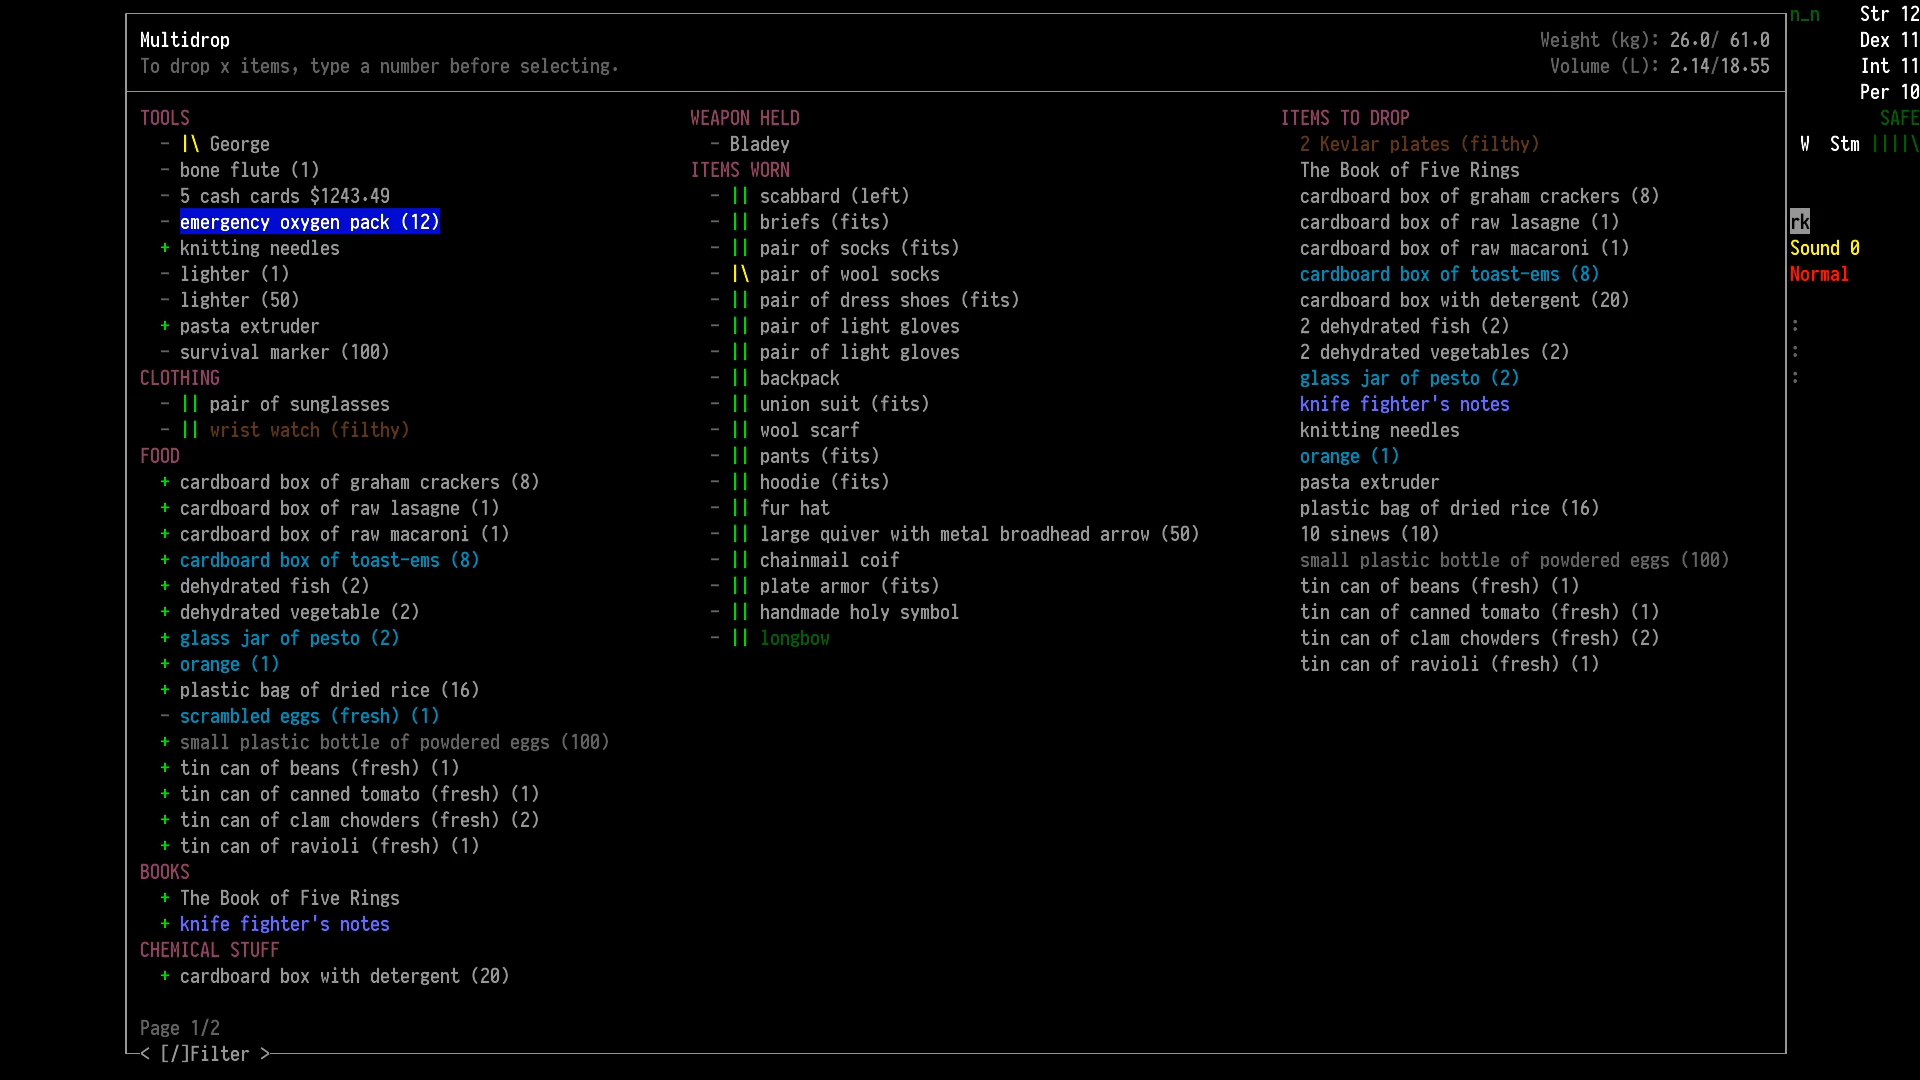 Multidrop
To drop x items, type a number before selecting.
Weight (kg): 26.0/ 61.0
Volume (L): 2.14/18.55
TOOLS
- |\ George
- bone flute (1)
- 5 cash cards $1243.49
- emergency oxygen pack (12)
+ knitting needles
- lighter (1)
- lighter (50)
+ pasta extruder
- survival marker (100)
CLOTHING
- || pair of sunglasses
- || wrist watch (filthy)
FOOD
+ cardboard box of graham crackers (8)
+ cardboard box of raw lasagne (1)
+ cardboard box of raw macaroni (1)
+ cardboard box of toast-ems (8)
+ dehydrated fish (2)
+ dehydrated vegetable (2)
+ glass jar of pesto (2)
+ orange (1)
+ plastic bag of dried rice (16)
- scrambled eggs (fresh) (1)
+ small plastic bottle of powdered eggs (100)
+ tin can of beans (fresh) (1)
+ tin can of canned tomato (fresh) (1)
+ tin can of clam chowders (fresh) (2)
+ tin can of ravioli (fresh) (1)
BOOKS
+ The Book of Five Rings
+ knife fighter's notes
CHEMICAL STUFF
+ cardboard box with detergent (20)
Page 1/2
< [/]Filter >
WEAPON HELD
- Bladey
ITEMS WORN
- || scabbard (left)
- || briefs (fits)
- || pair of socks (fits)
- |\ pair of wool socks
- || pair of dress shoes (fits)
- || pair of light gloves
- || pair of light gloves
- || backpack
- || union suit (fits)
- || wool scarf
- || pants (fits)
- || hoodie (fits)
- || fur hat
- || large quiver with metal broadhead arrow (50)
- || chainmail coif
- || plate armor (fits)
- || handmade holy symbol
- || longbow
ITEMS TO DROP
2 Kevlar plates (filthy)
The Book of Five Rings
cardboard box of graham crackers (8)
cardboard box of raw lasagne (1)
cardboard box of raw macaroni (1)
cardboard box of toast-ems (8)
cardboard box with detergent (20)
2 dehydrated fish (2)
2 dehydrated vegetables (2)
glass jar of pesto (2)
knife fighter's notes
knitting needles
orange (1)
pasta extruder
plastic bag of dried rice (16)
10 sinews (10)
small plastic bottle of powdered eggs (100)
tin can of beans (fresh) (1)
tin can of canned tomato (fresh) (1)
tin can of clam chowders (fresh) (2)
tin can of ravioli (fresh) (1)
n_n Str 12
Dex 11
Int 11
Per 10
SAFE
W Stm ||||\
rk
Sound 0
Normal
:
:
: